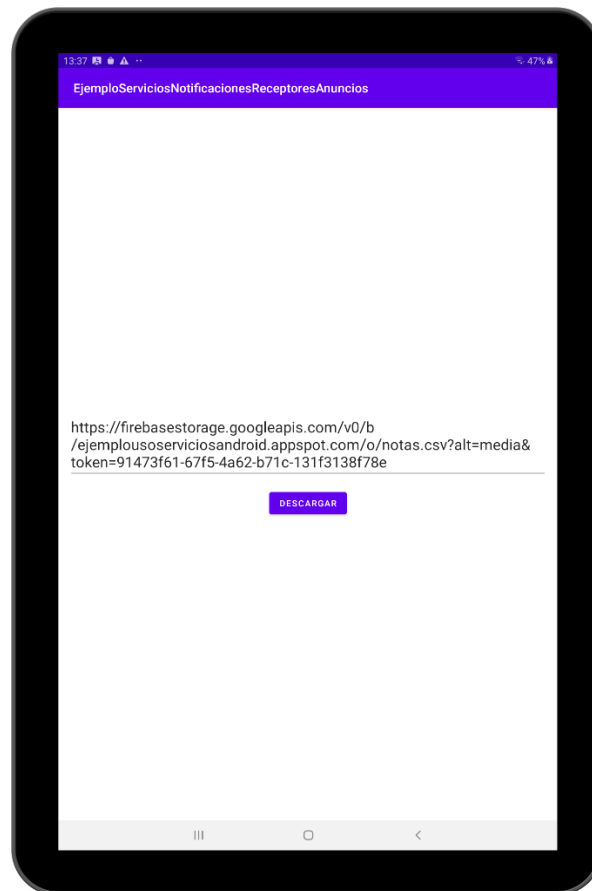 13:37
47%
EjemploServiciosNotificacionesReceptoresAnuncios
https://firebasestorage.googleapis.com/v0/b
/ejemplousoserviciosandroid.appspot.com/o/notas.csv?alt=media&
token=91473f61-67f5-4a62-b71c-131f3138f78e
DESCARGAR